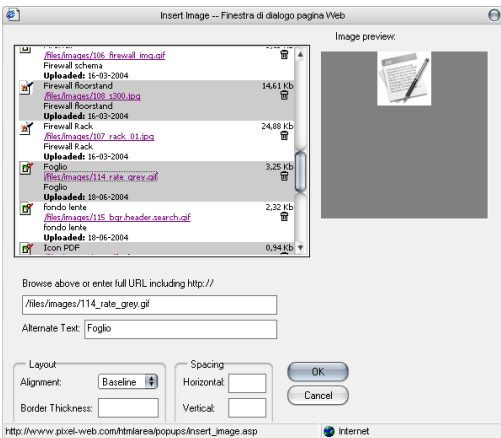 Insert Image -- Finestra di dialogo pagina Web
Image preview:
/files/images/106_firewall_img.gif
Firewall schema
Uploaded: 16-03-2004
Firewall floorstand 14,61 Kb
/files/images/108_s300.jpg
Firewall floorstand
Uploaded: 16-03-2004
Firewall Rack 24,88 Kb
/files/images/107_rack_01.jpg
Firewall Rack
Uploaded: 16-03-2004
Foglio 3,25 Kb
/files/images/114_rate_grey.gif
Foglio
Uploaded: 18-06-2004
fondo lente 2,32 Kb
/files/images/115_bgr.header.search.gif
fondo lente
Uploaded: 18-06-2004
Icon PDF 0,94 Kb
Browse above or enter full URL including http://
/files/images/114_rate_grey.gif
Alternate Text: Foglio
Layout Spacing
Alignment: Baseline Horizontal: OK
Border Thickness: Vertical: Cancel
http://www.pixel-web.com/htmlarea/popups/insert_image.asp Internet